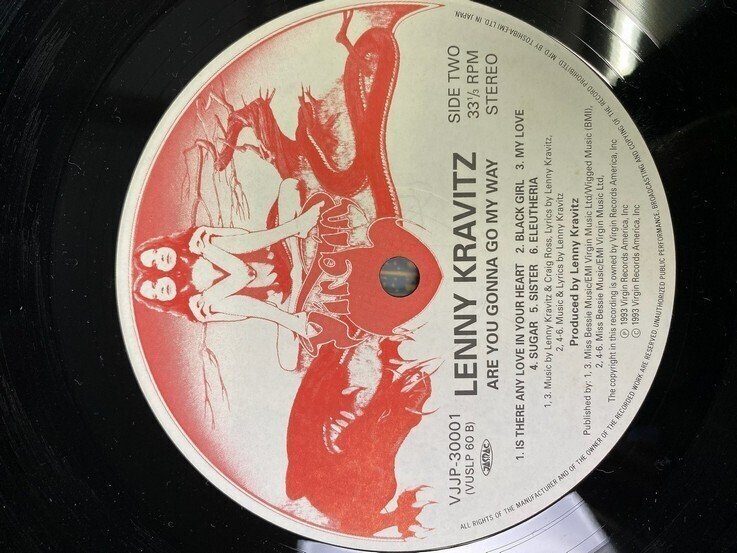 Virgin
VJJP-30001
(VUSLP 60 B)
JASRAC
SIDE TWO
33 1/3 RPM
STEREO
LENNY KRAVITZ
ARE YOU GONNA GO MY WAY
1. IS THERE ANY LOVE IN YOUR HEART 2. BLACK GIRL 3. MY LOVE
4. SUGAR 5. SISTER 6. ELEUTHERIA
1, 3. Music by Lenny Kravitz & Craig Ross, Lyrics by Lenny Kravitz
2, 4-6. Music & Lyrics by Lenny Kravitz
Produced by Lenny Kravitz
Published by: 1, 3. Miss Bessie Music/EMI Virgin Music Ltd/Wigged Music (BMI),
2, 4-6. Miss Bessie Music/EMI Virgin Music Ltd,
The copyright in this recording is owned by Virgin Records America, Inc
℗ 1993 Virgin Records America, Inc
© 1993 Virgin Records America, Inc
ALL RIGHTS OF THE MANUFACTURER AND OF THE OWNER OF THE RECORDED WORK ARE RESERVED. UNAUTHORIZED PUBLIC PERFORMANCE, BROADCASTING AND COPYING OF THE RECORD PROHIBITED MF'D BY TOSHIBA-EMI LTD. IN JAPAN